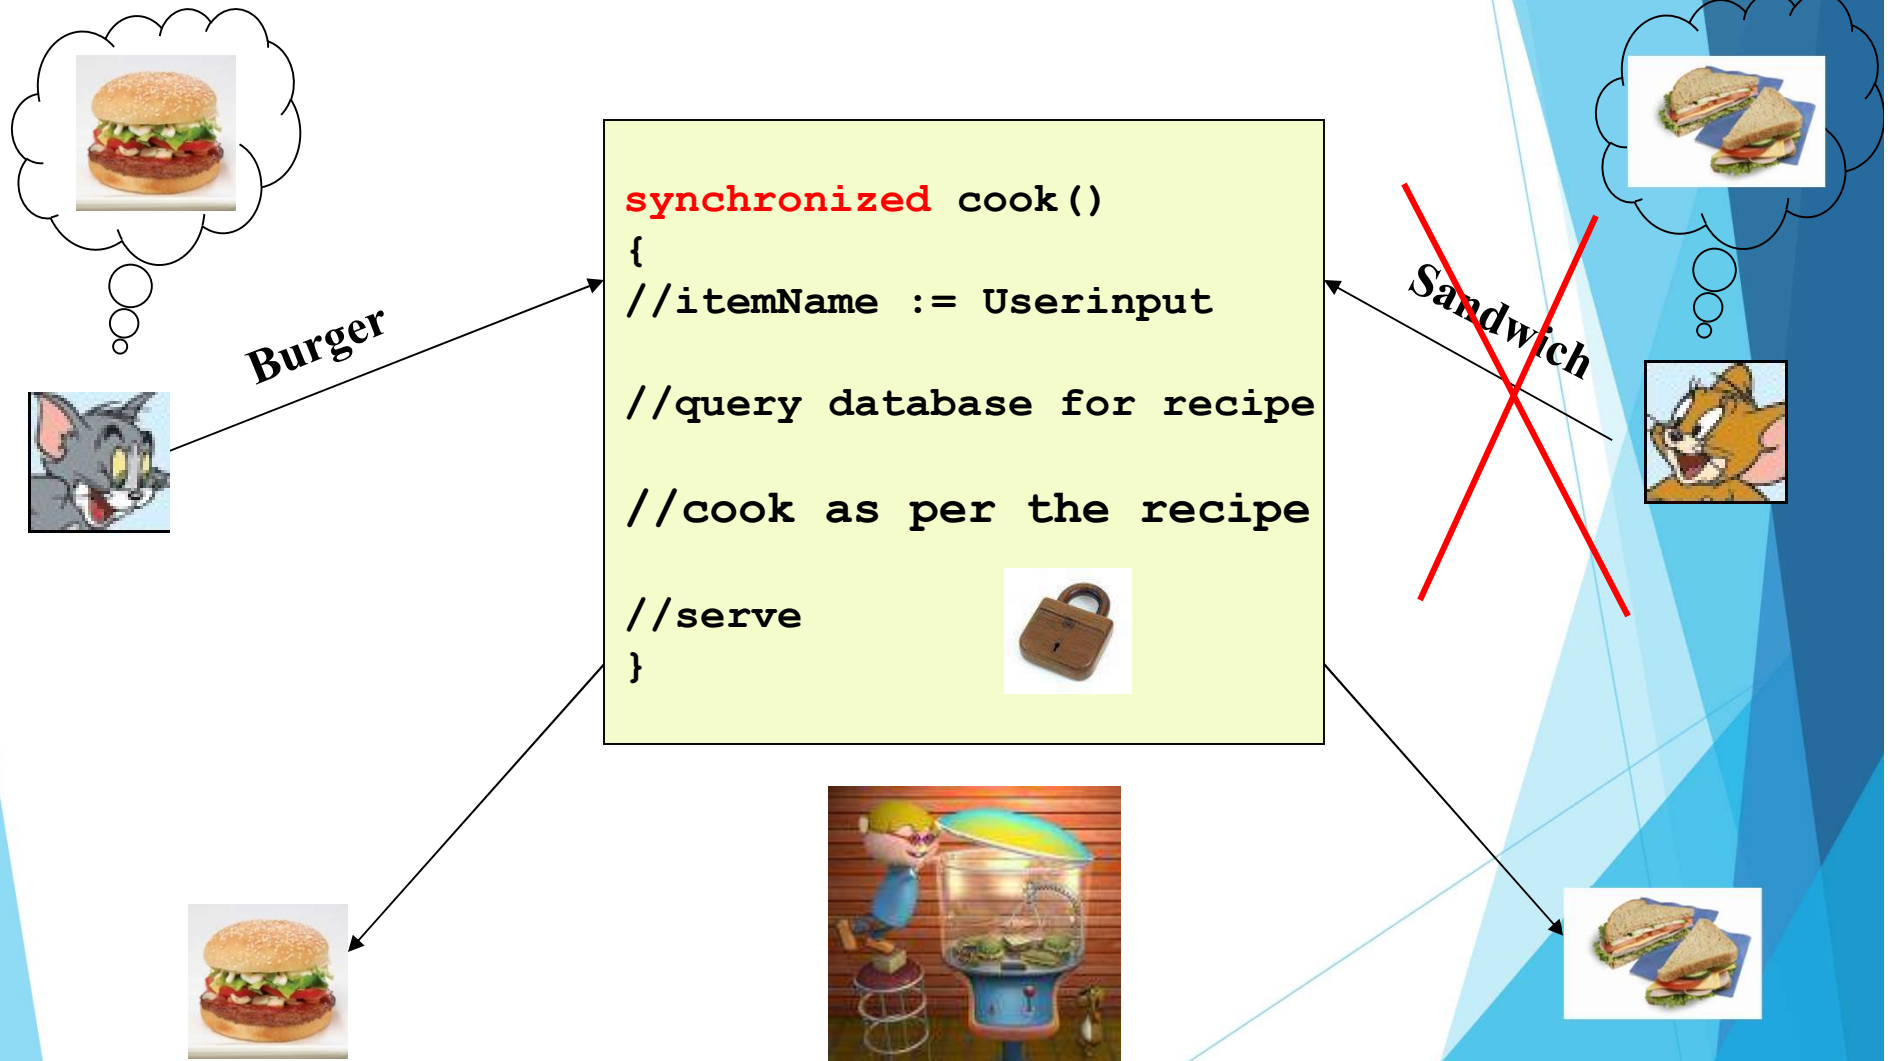 synchronized cook()
{
//itemName := Userinput
//query database for recipe
//cook as per the recipe
//serve
}
Burger
Sandwich